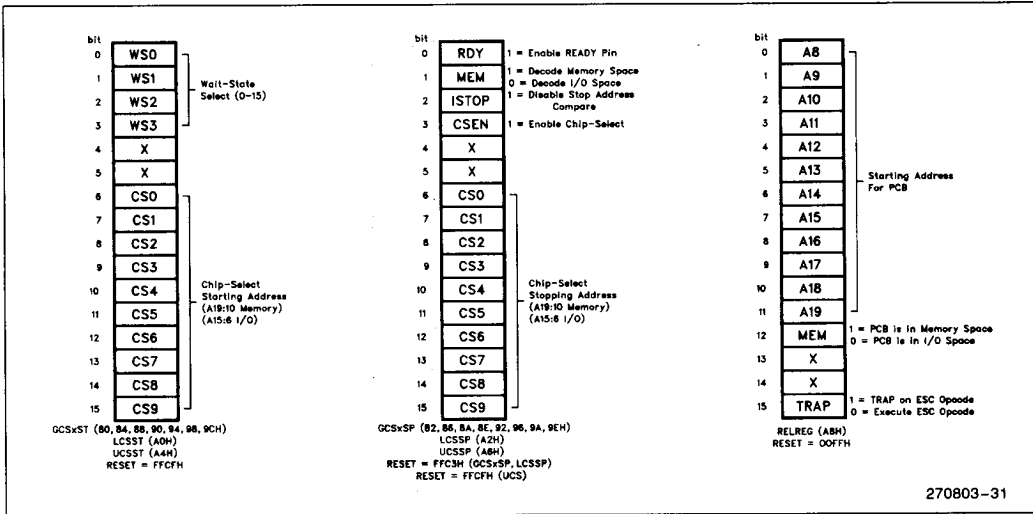 bit
0 WS0
1 WS1
2 WS2
3 WS3
4 X
5 X
6 CS0
7 CS1
8 CS2
9 CS3
10 CS4
11 CS5
12 CS6
13 CS7
14 CS8
15 CS9
Wait-State
Select (0-15)
Chip-Select
Starting Address
(A19:10 Memory)
(A15:6 I/O)
GCSxST (80, 84, 88, 90, 94, 98, 9CH)
LCSST (A0H)
UCSST (A4H)
RESET = FFCFH
bit
0 RDY 1 = Enable READY Pin
1 MEM 1 = Decode Memory Space
0 = Decode I/O Space
2 ISTOP 1 = Disable Stop Address
Compare
3 CSEN 1 = Enable Chip-Select
4 X
5 X
6 CS0
7 CS1
8 CS2
9 CS3
10 CS4
11 CS5
12 CS6
13 CS7
14 CS8
15 CS9
Chip-Select
Stopping Address
(A19:10 Memory)
(A15:6 I/O)
GCSxSP (82, 86, 8A, 8E, 92, 96, 9A, 9EH)
LCSSP (A2H)
UCSSP (A6H)
RESET = FFC3H (GCSxSP, LCSSP)
RESET = FFCFH (UCS)
bit
0 A8
1 A9
2 A10
3 A11
4 A12
5 A13
6 A14
7 A15
8 A16
9 A17
10 A18
11 A19
12 MEM 1 = PCB is in Memory Space
0 = PCB is in I/O Space
13 X
14 X
15 TRAP 1 = TRAP on ESC Opcode
0 = Execute ESC Opcode
Starting Address
For PCB
RELREG (A8H)
RESET = 00FFH
270803-31